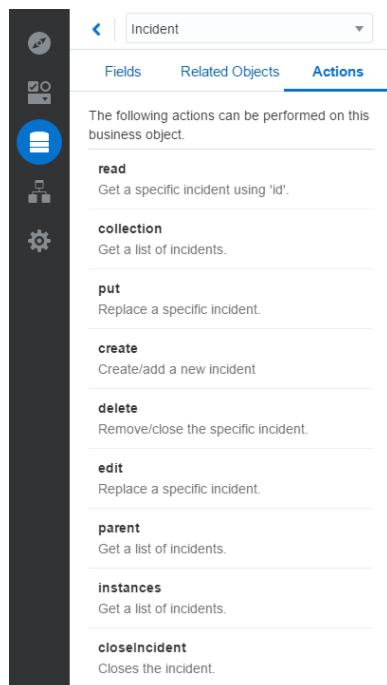 Incident
Fields Related Objects Actions
The following actions can be performed on this
business object.
read
Get a specific incident using 'id'.
collection
Get a list of incidents.
put
Replace a specific incident.
create
Create/add a new incident
delete
Remove/close the specific incident.
edit
Replace a specific incident.
parent
Get a list of incidents.
instances
Get a list of incidents.
closeIncident
Closes the incident.